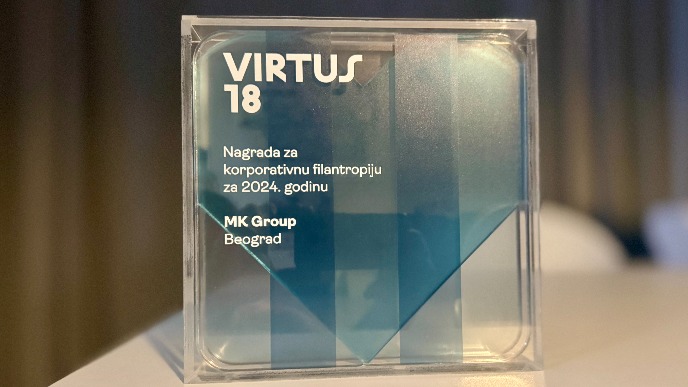 VIRTUS
18
Nagrada za
korporativnu filantropiju
za 2024. godinu
MK Group
Beograd